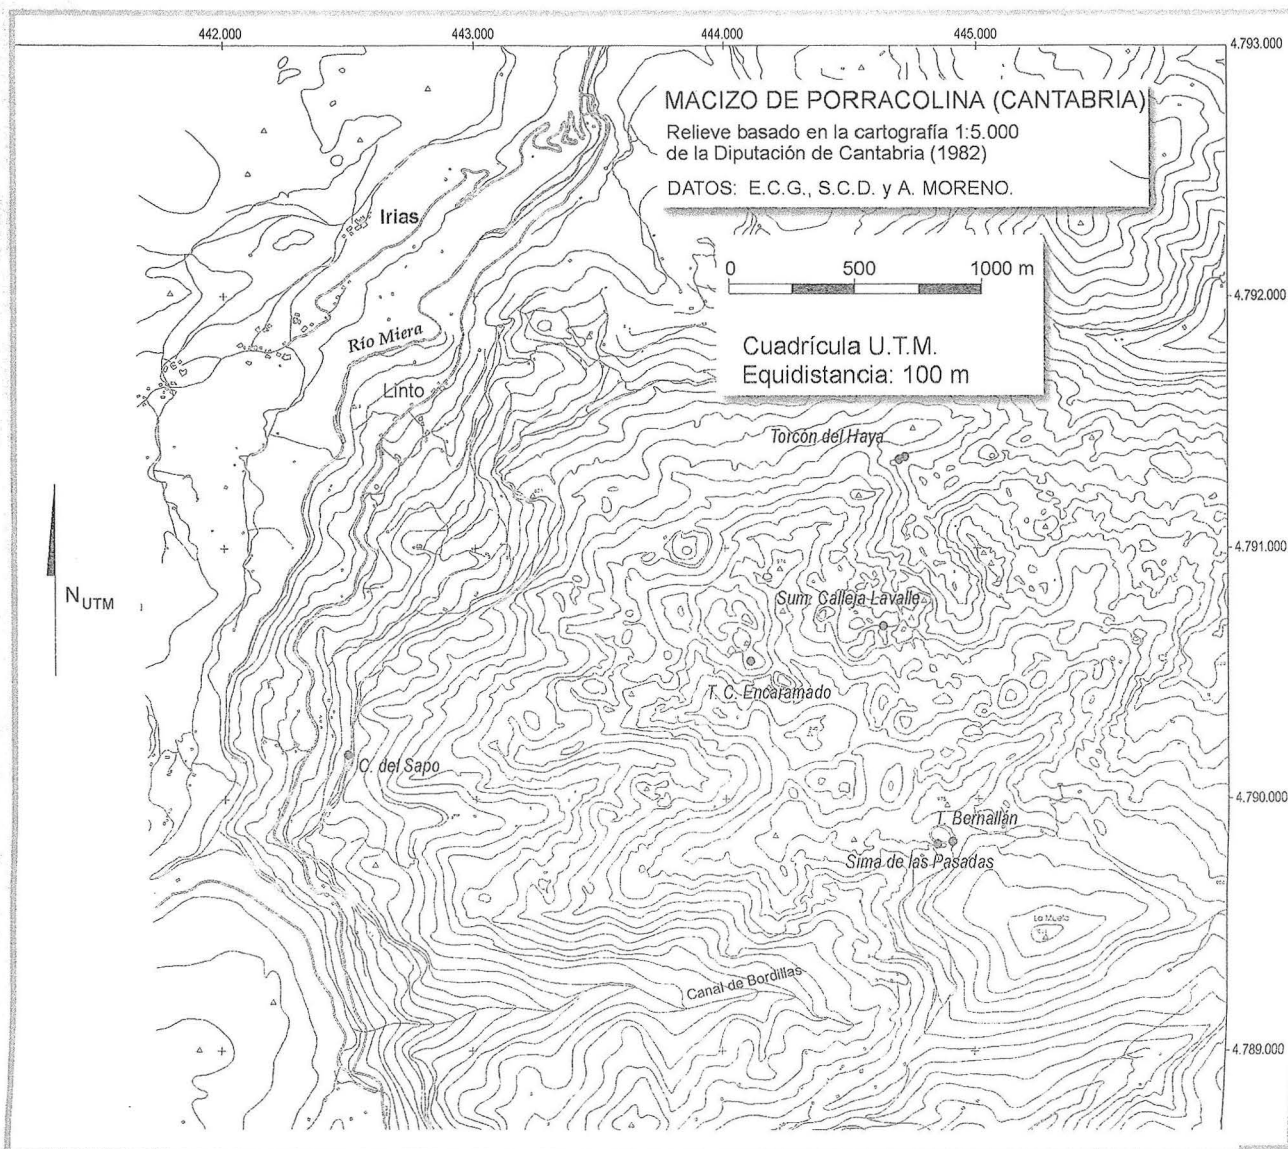 442.000 443.000 444.000 445.000
4.793.000
MACIZO DE PORRACOLINA (CANTABRIA)
Relieve basado en la cartografía 1:5.000
de la Diputación de Cantabria (1982)
DATOS: E.C.G., S.C.D. y A. MORENO.
Irias
0 500 1000 m
4.792.000
Río Miera
Cuadrícula U.T.M.
Equidistancia: 100 m
Linto
Torcón del Haya
4.791.000
N UTM
Sum. Calleja Lavalle
T. C. Encaramado
C. del Sapo
4.790.000
T. Bernallán
Sima de las Pasadas
La Muela
Canal de Bordillas
4.789.000